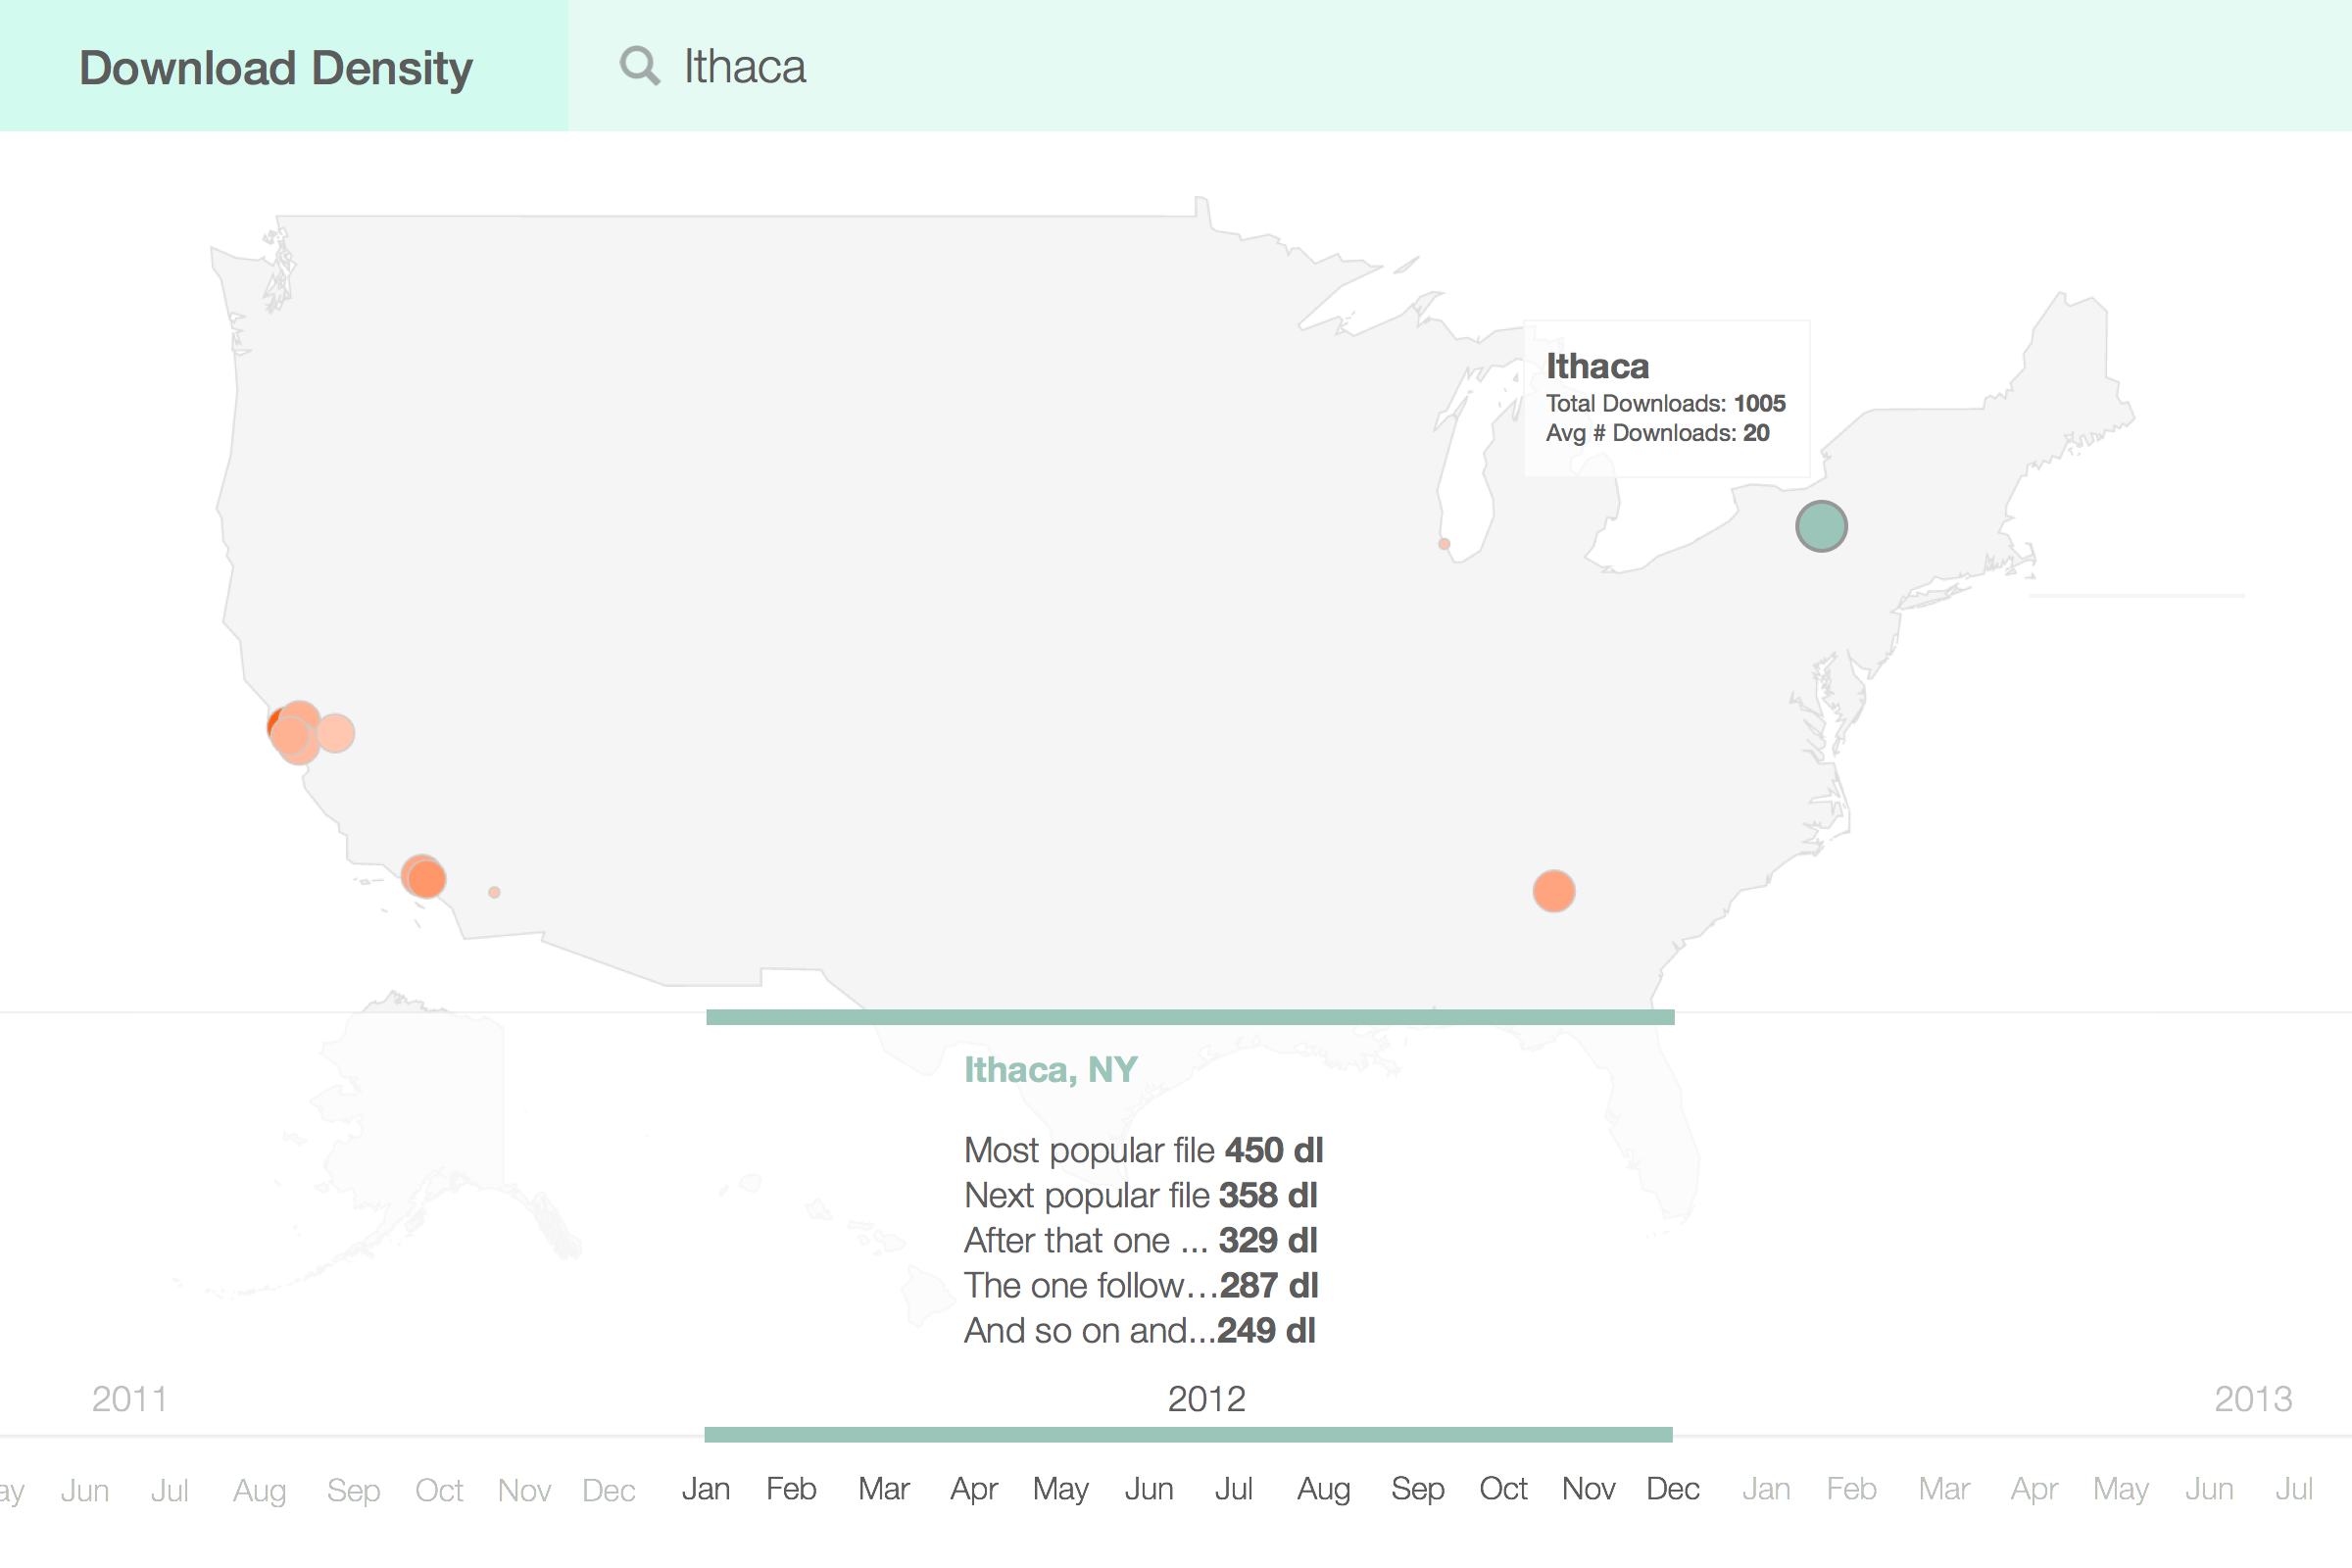 Download Density
Ithaca
Ithaca
Total Downloads: 1005
Avg # Downloads: 20
Ithaca, NY
Most popular file 450 dl
Next popular file 358 dl
After that one ... 329 dl
The one follow…287 dl
And so on and...249 dl
2011 2012 2013
ay Jun Jul Aug Sep Oct Nov Dec Jan Feb Mar Apr May Jun Jul Aug Sep Oct Nov Dec Jan Feb Mar Apr May Jun Jul